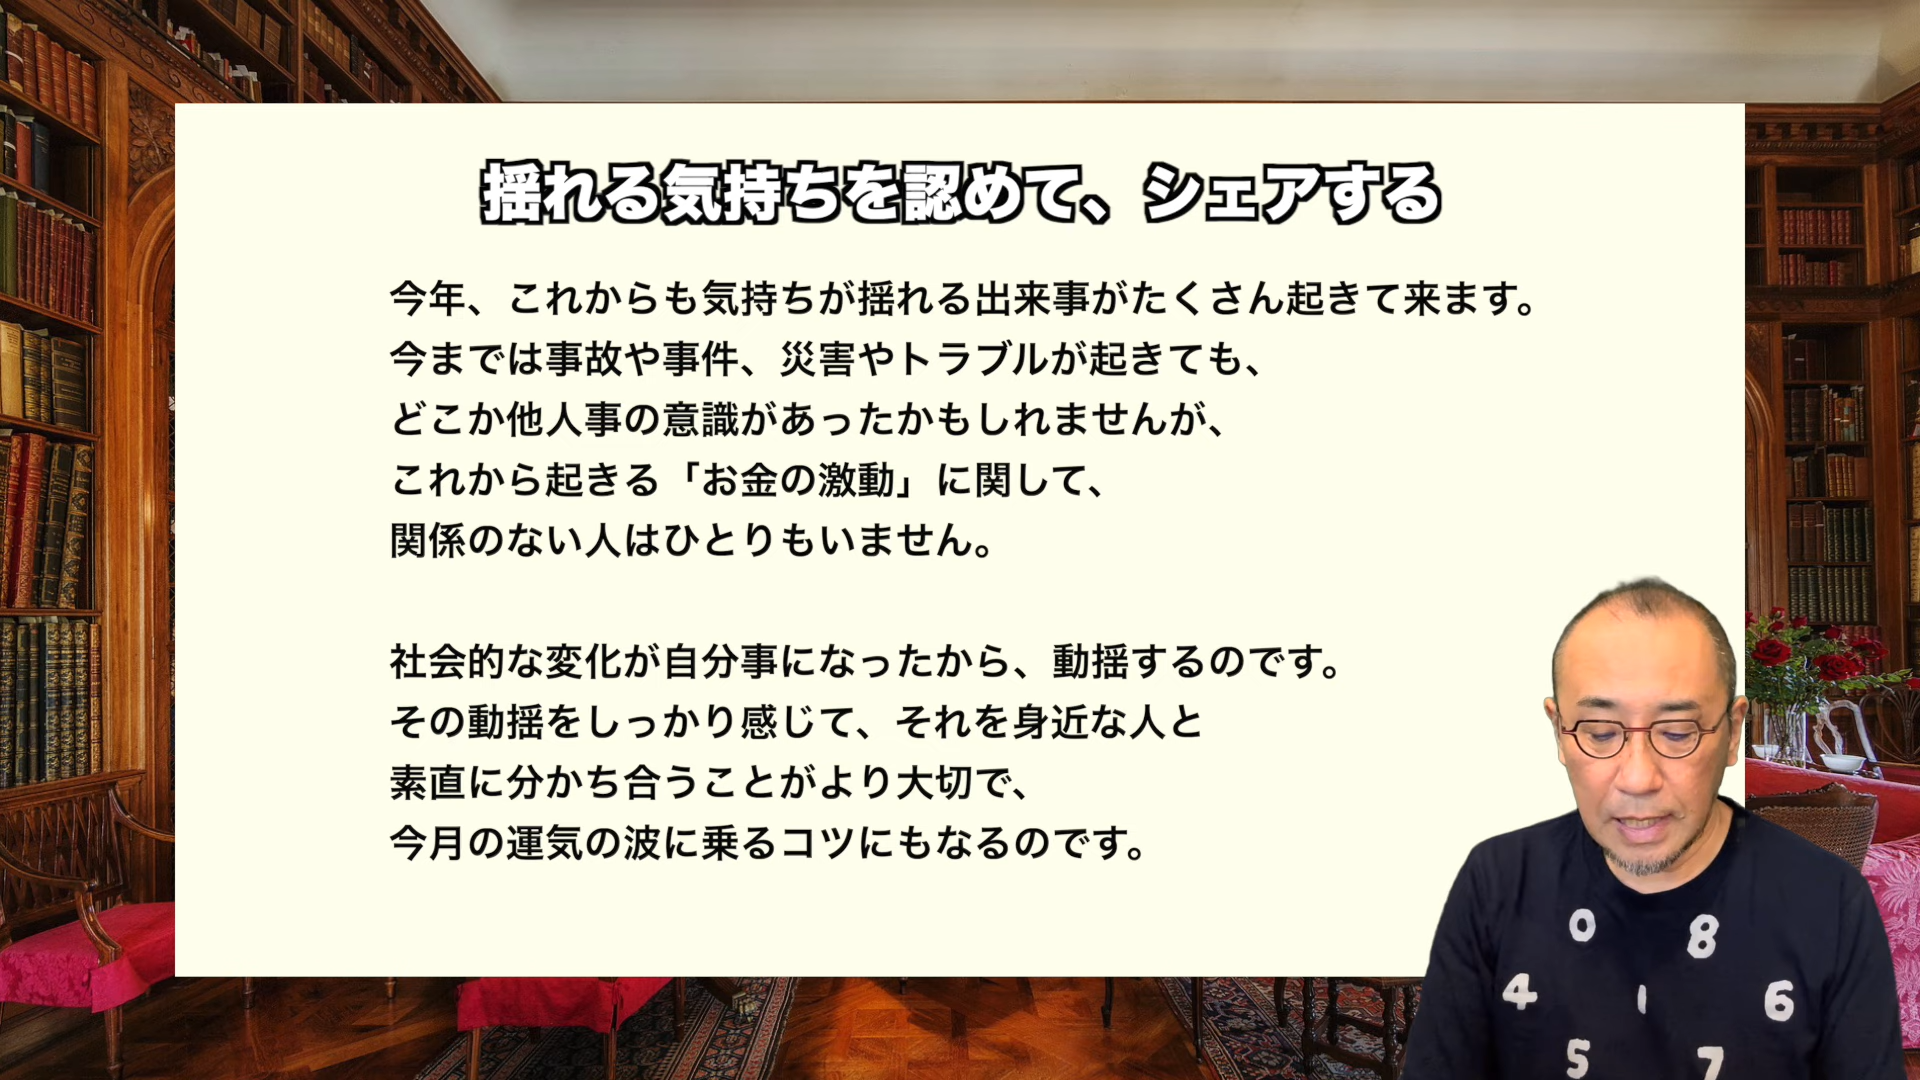 揺れる気持ちを認めて、シェアする
今年、これからも気持ちが揺れる出来事がたくさん起きて来ます。
今までは事故や事件、災害やトラブルが起きても、
どこか他人事の意識があったかもしれませんが、
これから起きる「お金の激動」に関して、
関係のない人はひとりもいません。
社会的な変化が自分事になったから、動揺するのです。
その動揺をしっかり感じて、それを身近な人と
素直に分かち合うことがより大切で、
今月の運気の波に乗るコツにもなるのです。
0 8
4 1 6
5 7